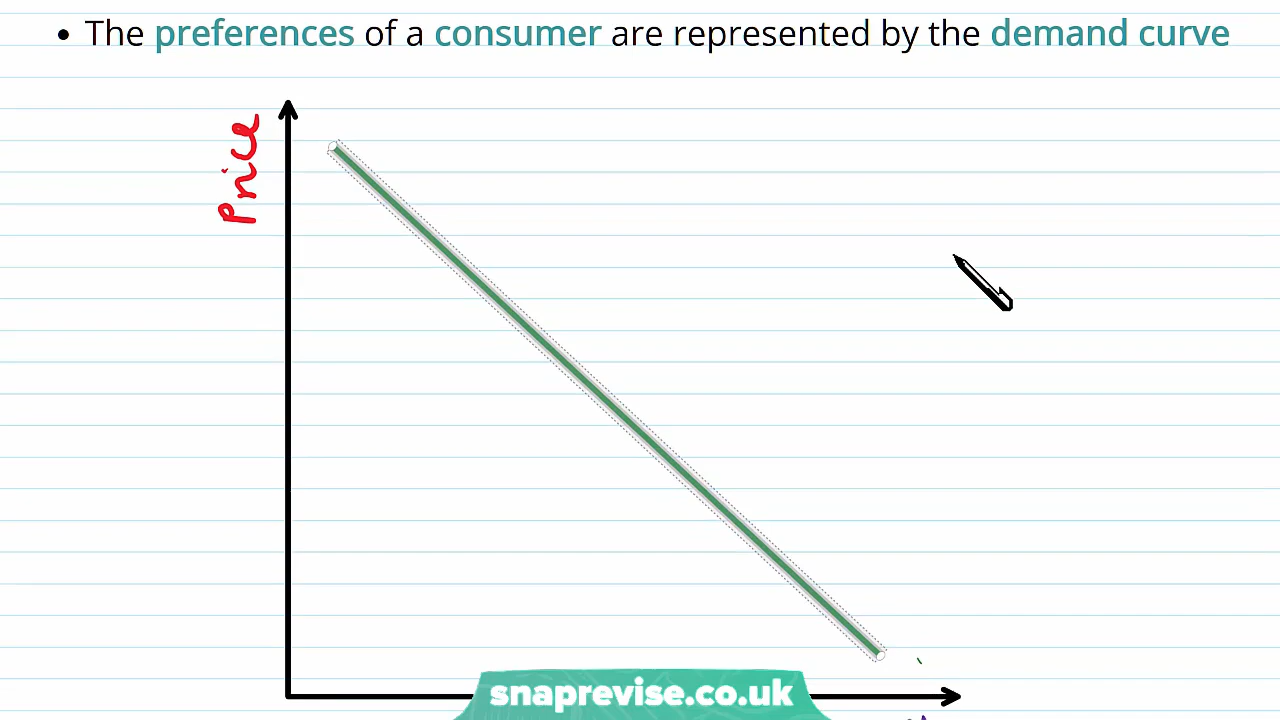 • The preferences of a consumer are represented by the demand curve
Price
snaprevise.co.uk